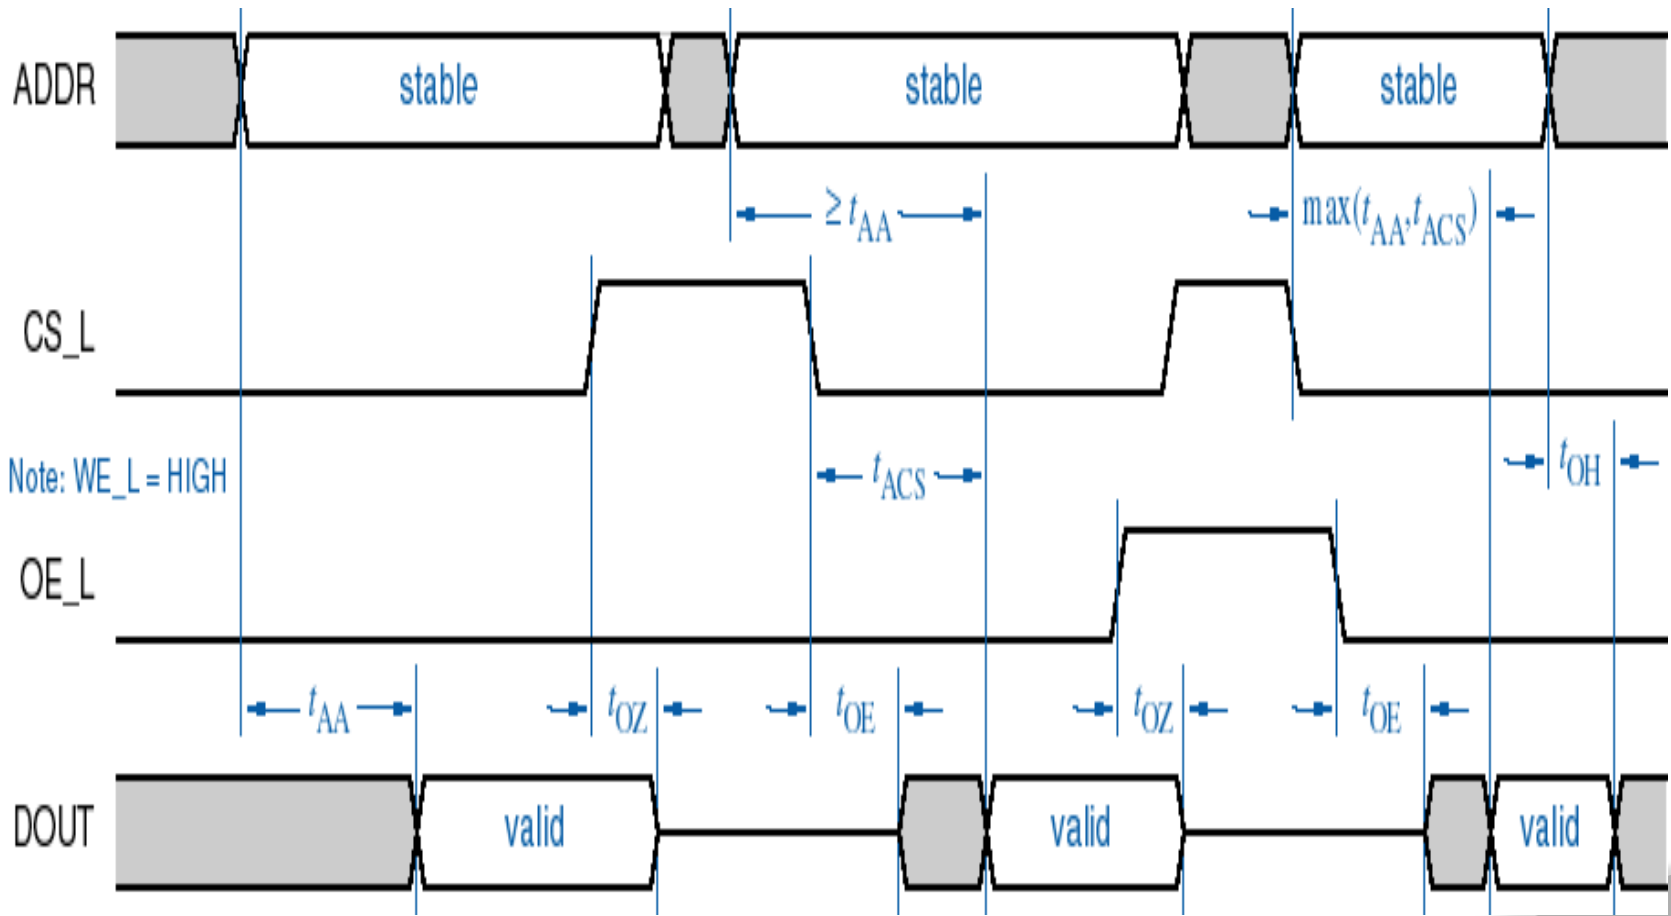 ADDR stable stable stable
≥ tAA max(tAA, tACS)
CS_L
Note: WE_L = HIGH tACS tOH
OE_L
tAA tOZ tOE tOZ tOE
DOUT valid valid valid